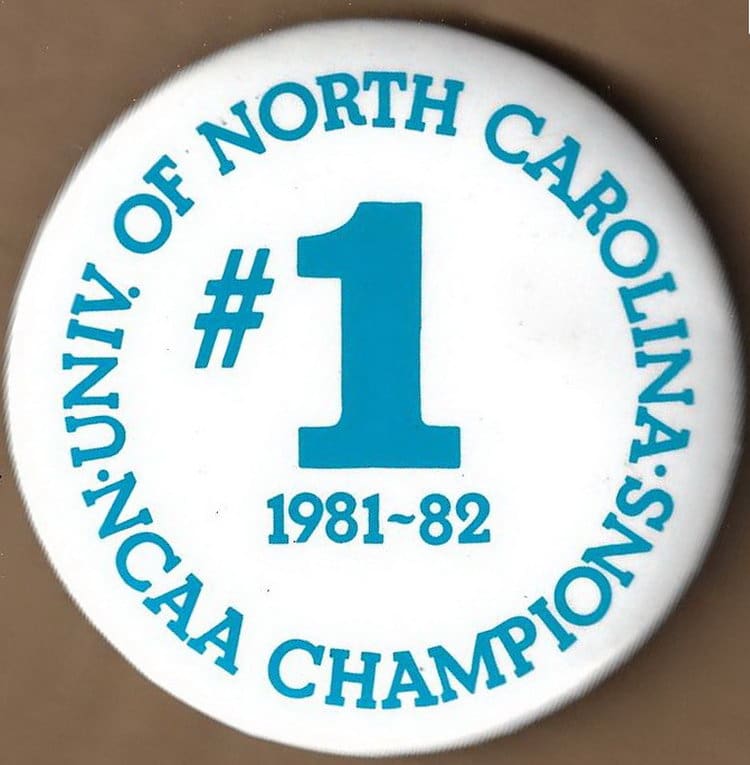 UNIV. OF NORTH CAROLINA
#1
1981~82
·NCAA CHAMPIONS·